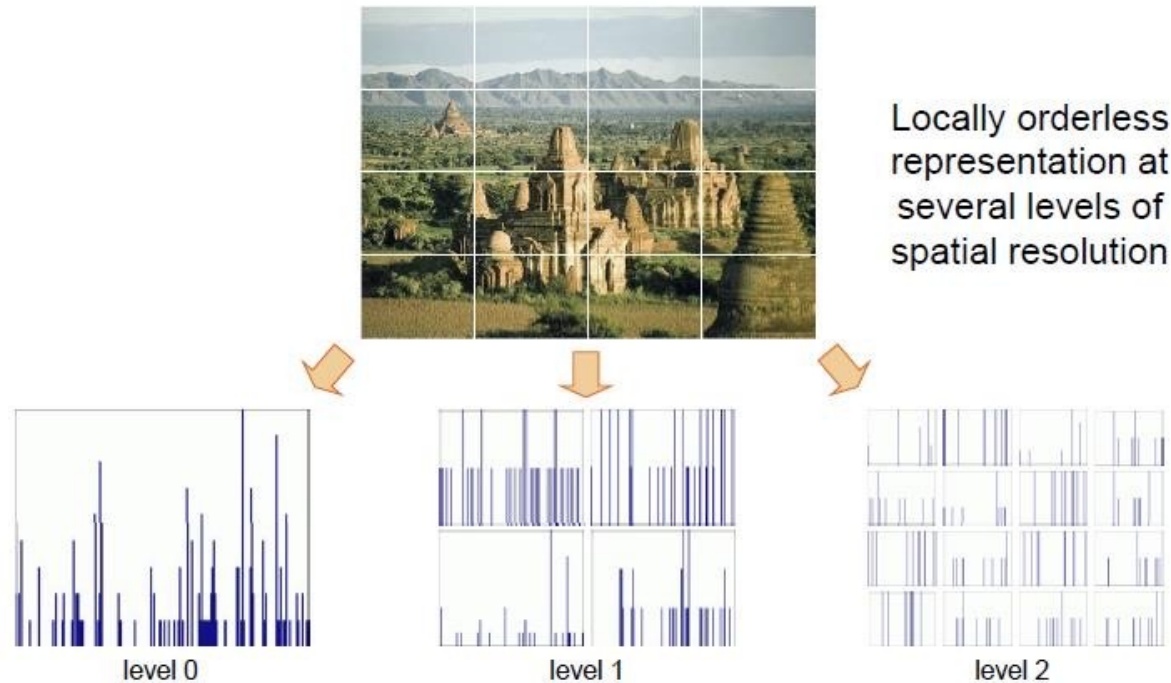 Locally orderless
representation at
several levels of
spatial resolution
level 0
level 1
level 2